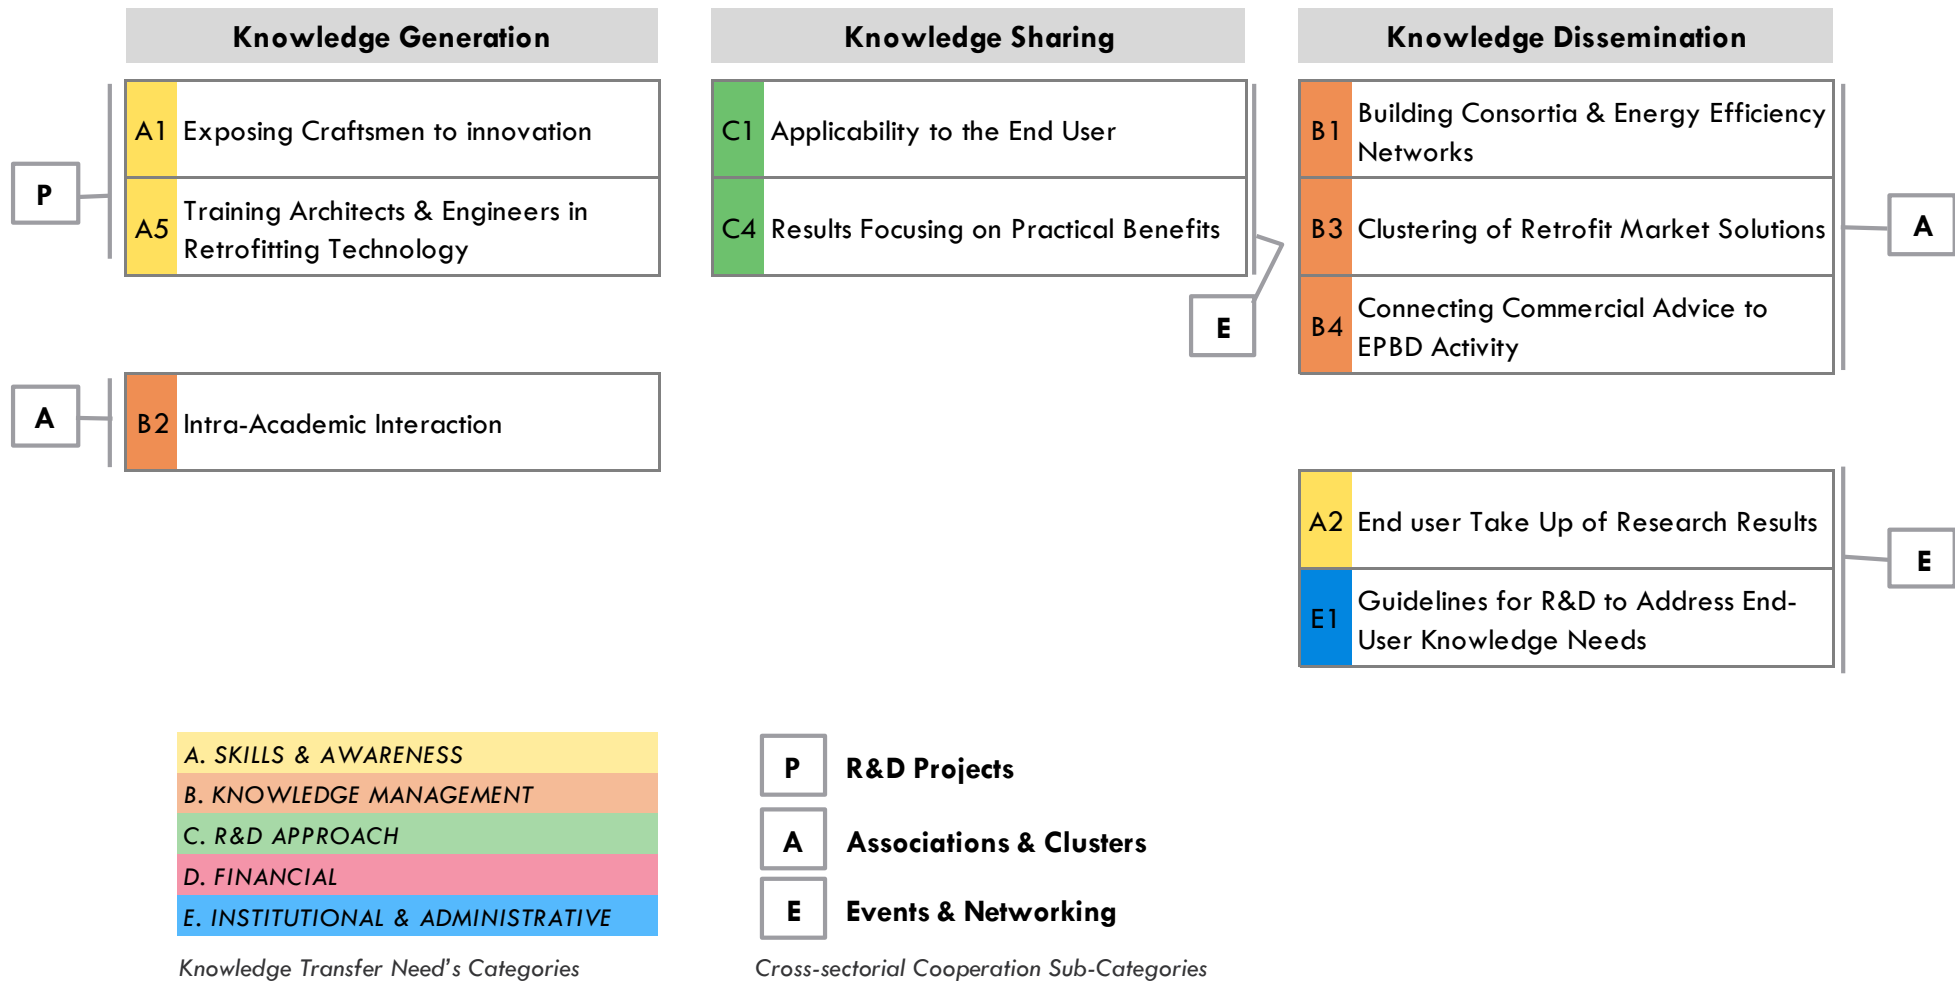 Knowledge Generation
Knowledge Sharing
Knowledge Dissemination
P
A1
Exposing Craftsmen to innovation
A5
Training Architects & Engineers in
Retrofitting Technology
A
B2
Intra-Academic Interaction
C1
Applicability to the End User
C4
Results Focusing on Practical Benefits
E
B1
Building Consortia & Energy Efficiency
Networks
B3
Clustering of Retrofit Market Solutions
B4
Connecting Commercial Advice to
EPBD Activity
A
A2
End user Take Up of Research Results
E1
Guidelines for R&D to Address End-
User Knowledge Needs
E
A. SKILLS & AWARENESS
B. KNOWLEDGE MANAGEMENT
C. R&D APPROACH
D. FINANCIAL
E. INSTITUTIONAL & ADMINISTRATIVE
Knowledge Transfer Need's Categories
P
R&D Projects
A
Associations & Clusters
E
Events & Networking
Cross-sectorial Cooperation Sub-Categories